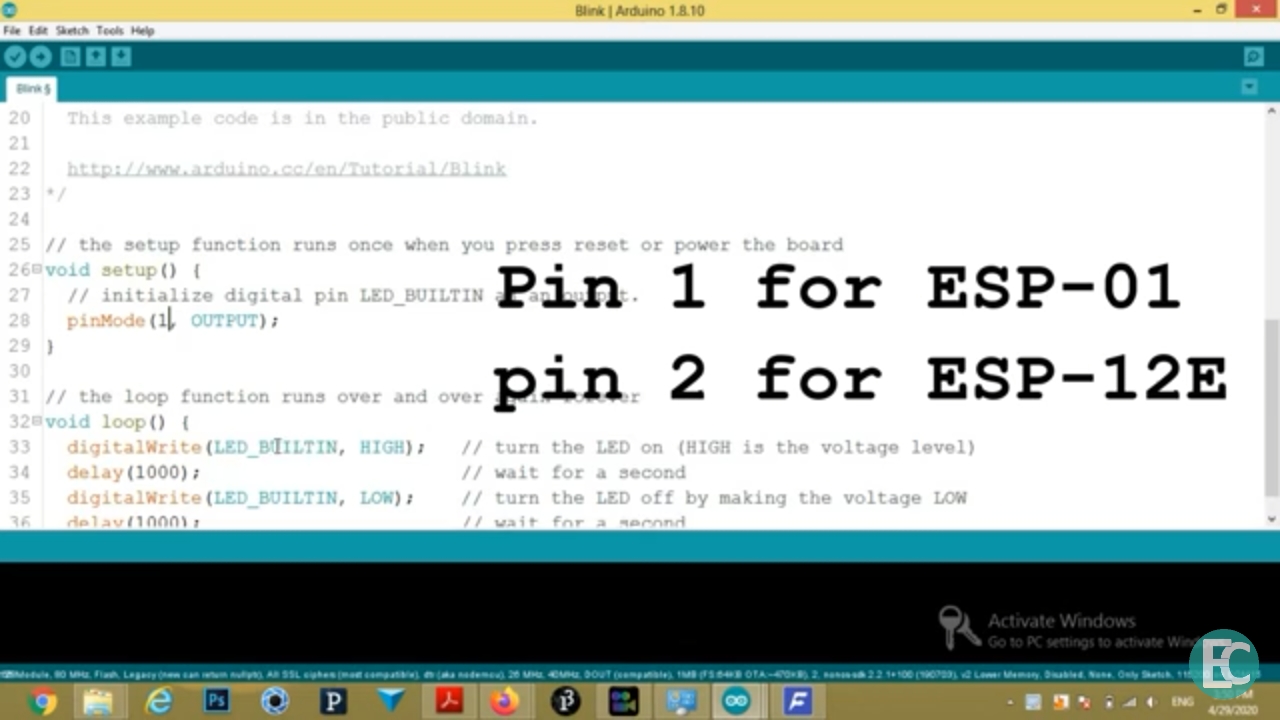 Blink | Arduino 1.8.10
File Edit Sketch Tools Help
Blink §
20 This example code is in the public domain.
21
22 http://www.arduino.cc/en/Tutorial/Blink
23 */
24
25 // the setup function runs once when you press reset or power the board
26 void setup() {
27 // initialize digital pin LED_BUILTIN as an output.
28 pinMode(1, OUTPUT);
29 }
30
31 // the loop function runs over and over again forever
32 void loop() {
33 digitalWrite(LED_BUILTIN, HIGH); // turn the LED on (HIGH is the voltage level)
34 delay(1000); // wait for a second
35 digitalWrite(LED_BUILTIN, LOW); // turn the LED off by making the voltage LOW
36 delay(1000); // wait for a second
Pin 1 for ESP-01
pin 2 for ESP-12E
Activate Windows
Go to PC settings to activate
Module, 80 MHz, Flash, Legacy (new can return nullptr), All SSL ciphers (most compatible), dtr (aka nodemcu), 26 MHz, 40MHz, DOUT (compatible), 1MB (FS:64KB OTA:~470KB), 2, nonos-sdk 2.2.1+100 (190703), v2 Lower Memory, Disabled, None, Only Sketch,
EC
Ps
P
ENG
4/29/2020